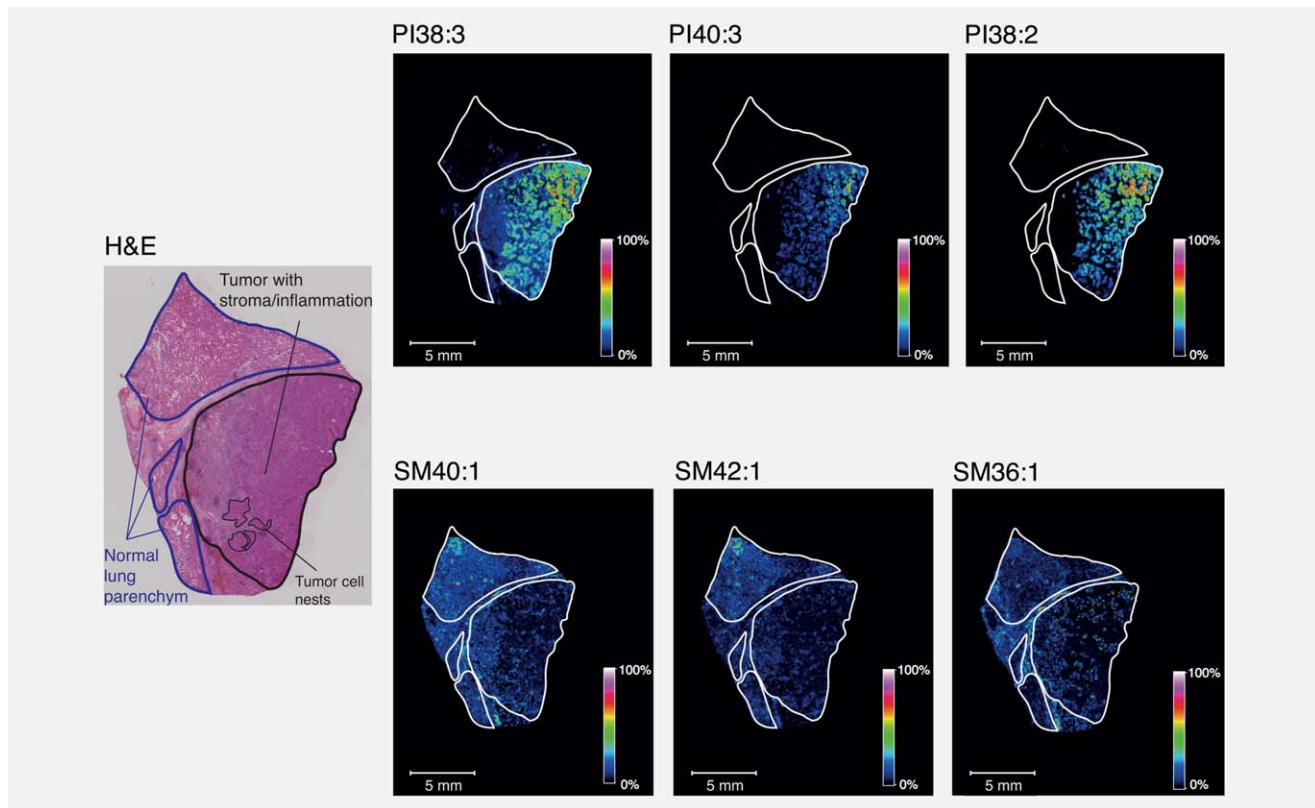 PI38:3
PI40:3
PI38:2
H&E
Tumor with
stroma/inflammation
Normal
lung
parenchym
Tumor cell
nests
100%
0%
5 mm
100%
0%
5 mm
100%
0%
5 mm
SM40:1
SM42:1
SM36:1
100%
0%
5 mm
100%
0%
5 mm
100%
0%
5 mm